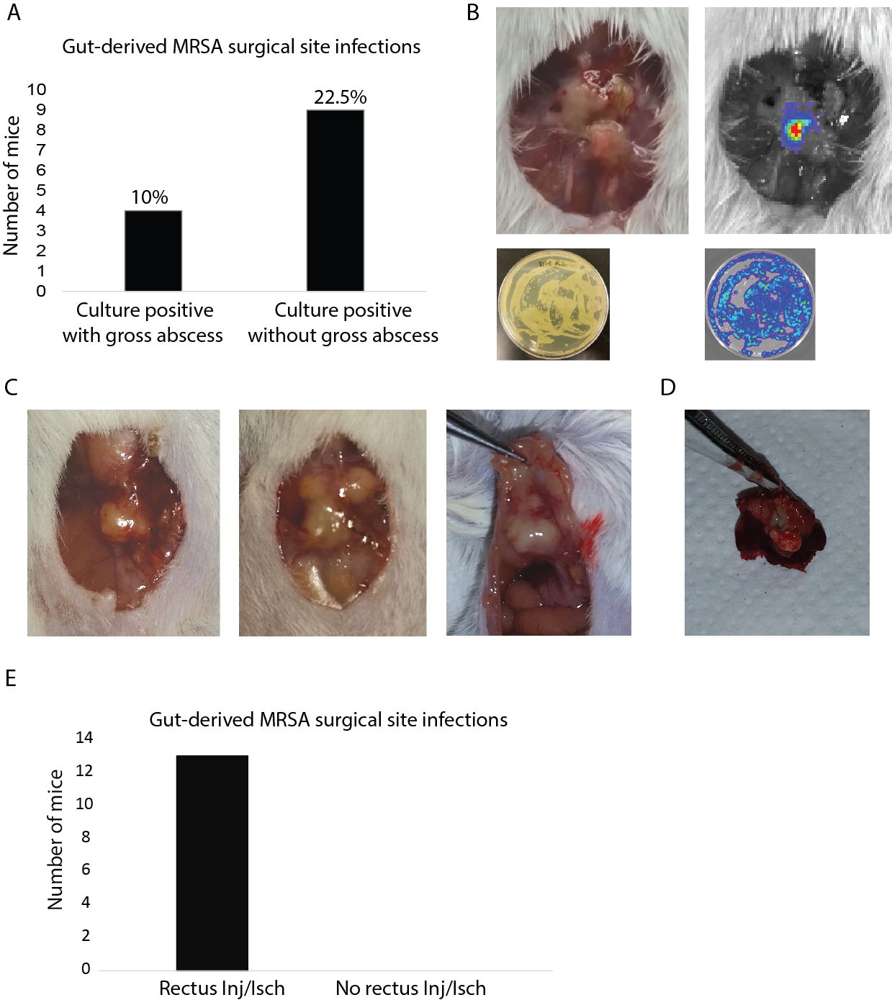 A
Gut-derived MRSA surgical site infections
Number of mice
10
9
8
7
6
5
4
3
2
1
0
10%
22.5%
Culture positive
with gross abscess
Culture positive
without gross abscess
B
C
D
E
Gut-derived MRSA surgical site infections
Number of mice
14
12
10
8
6
4
2
0
Rectus Inj/Isch
No rectus Inj/Isch